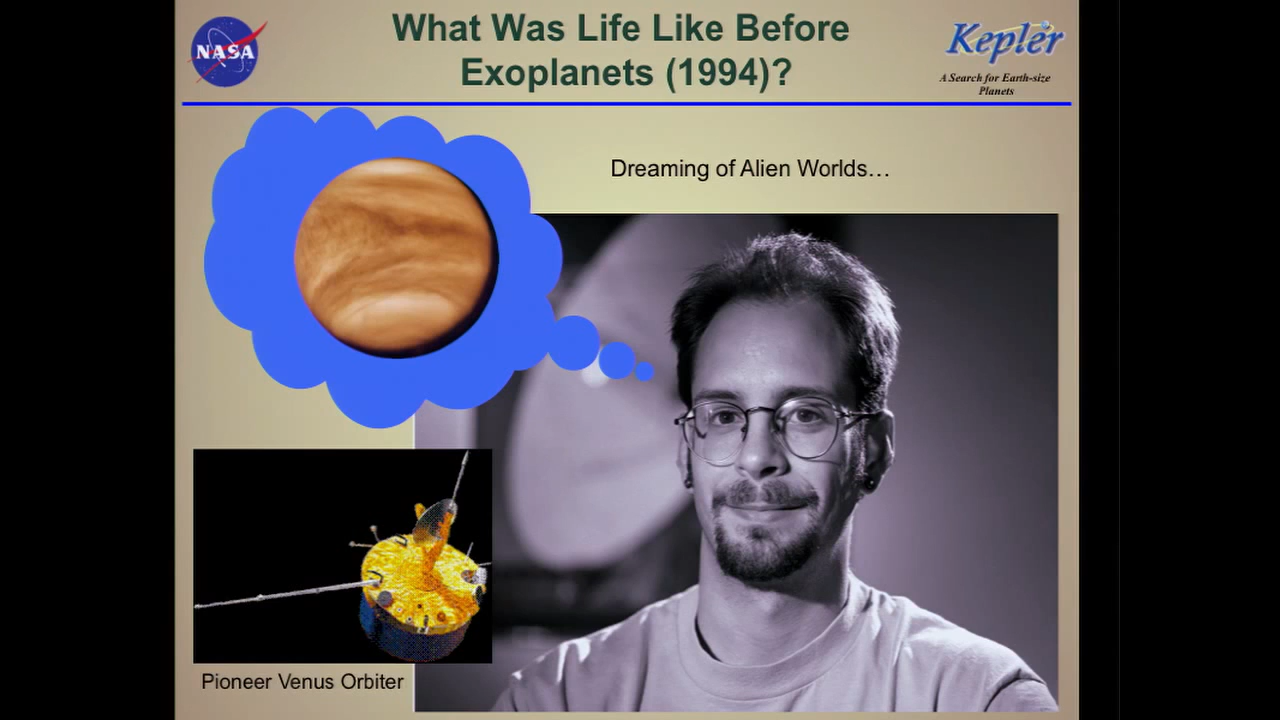 NASA
What Was Life Like Before
Exoplanets (1994)?
Kepler
A Search for Earth-size
Planets
Dreaming of Alien Worlds…
Pioneer Venus Orbiter